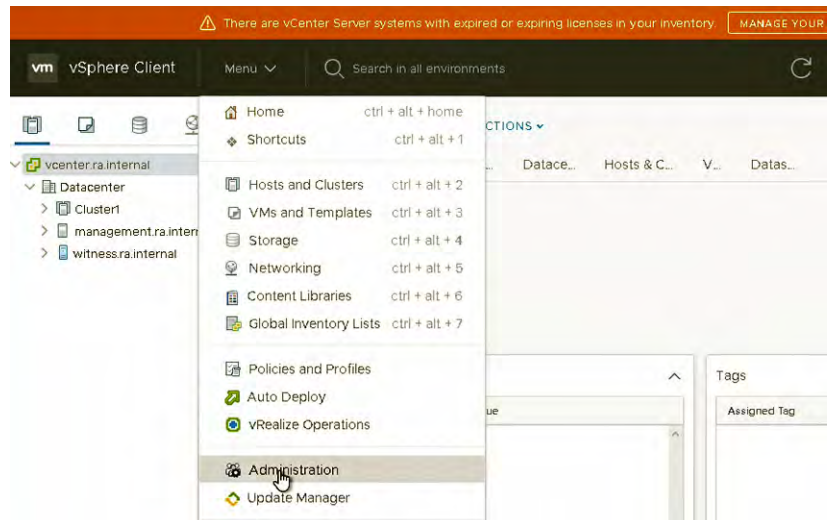 There are vCenter Server systems with expired or expiring licenses in your inventory. MANAGE YOUR
vm vSphere Client Menu Search in all environments
Home ctrl + alt + home
CTIONS
Shortcuts ctrl + alt + 1
vcenter.ra.internal
... Datace... Hosts & C... V... Datas...
Datacenter
Hosts and Clusters ctrl + alt + 2
Cluster1
VMs and Templates ctrl + alt + 3
management.ra.intern
Storage ctrl + alt + 4
witness.ra.internal
Networking ctrl + alt + 5
Content Libraries ctrl + alt + 6
Global Inventory Lists ctrl + alt + 7
Policies and Profiles
Tags
Auto Deploy
ue
Assigned Tag
vRealize Operations
Administration
Update Manager